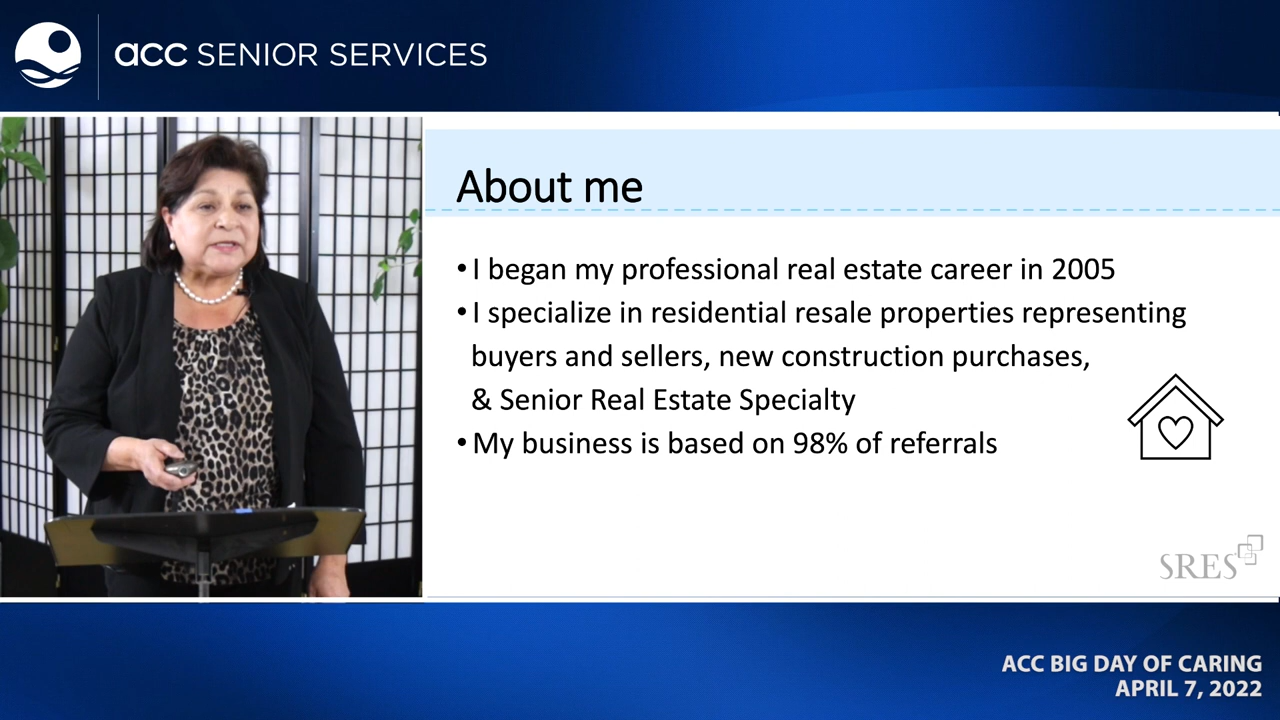 acc SENIOR SERVICES
About me
• I began my professional real estate career in 2005
• I specialize in residential resale properties representing
buyers and sellers, new construction purchases,
& Senior Real Estate Specialty
• My business is based on 98% of referrals
SRES
ACC BIG DAY OF CARING
APRIL 7, 2022